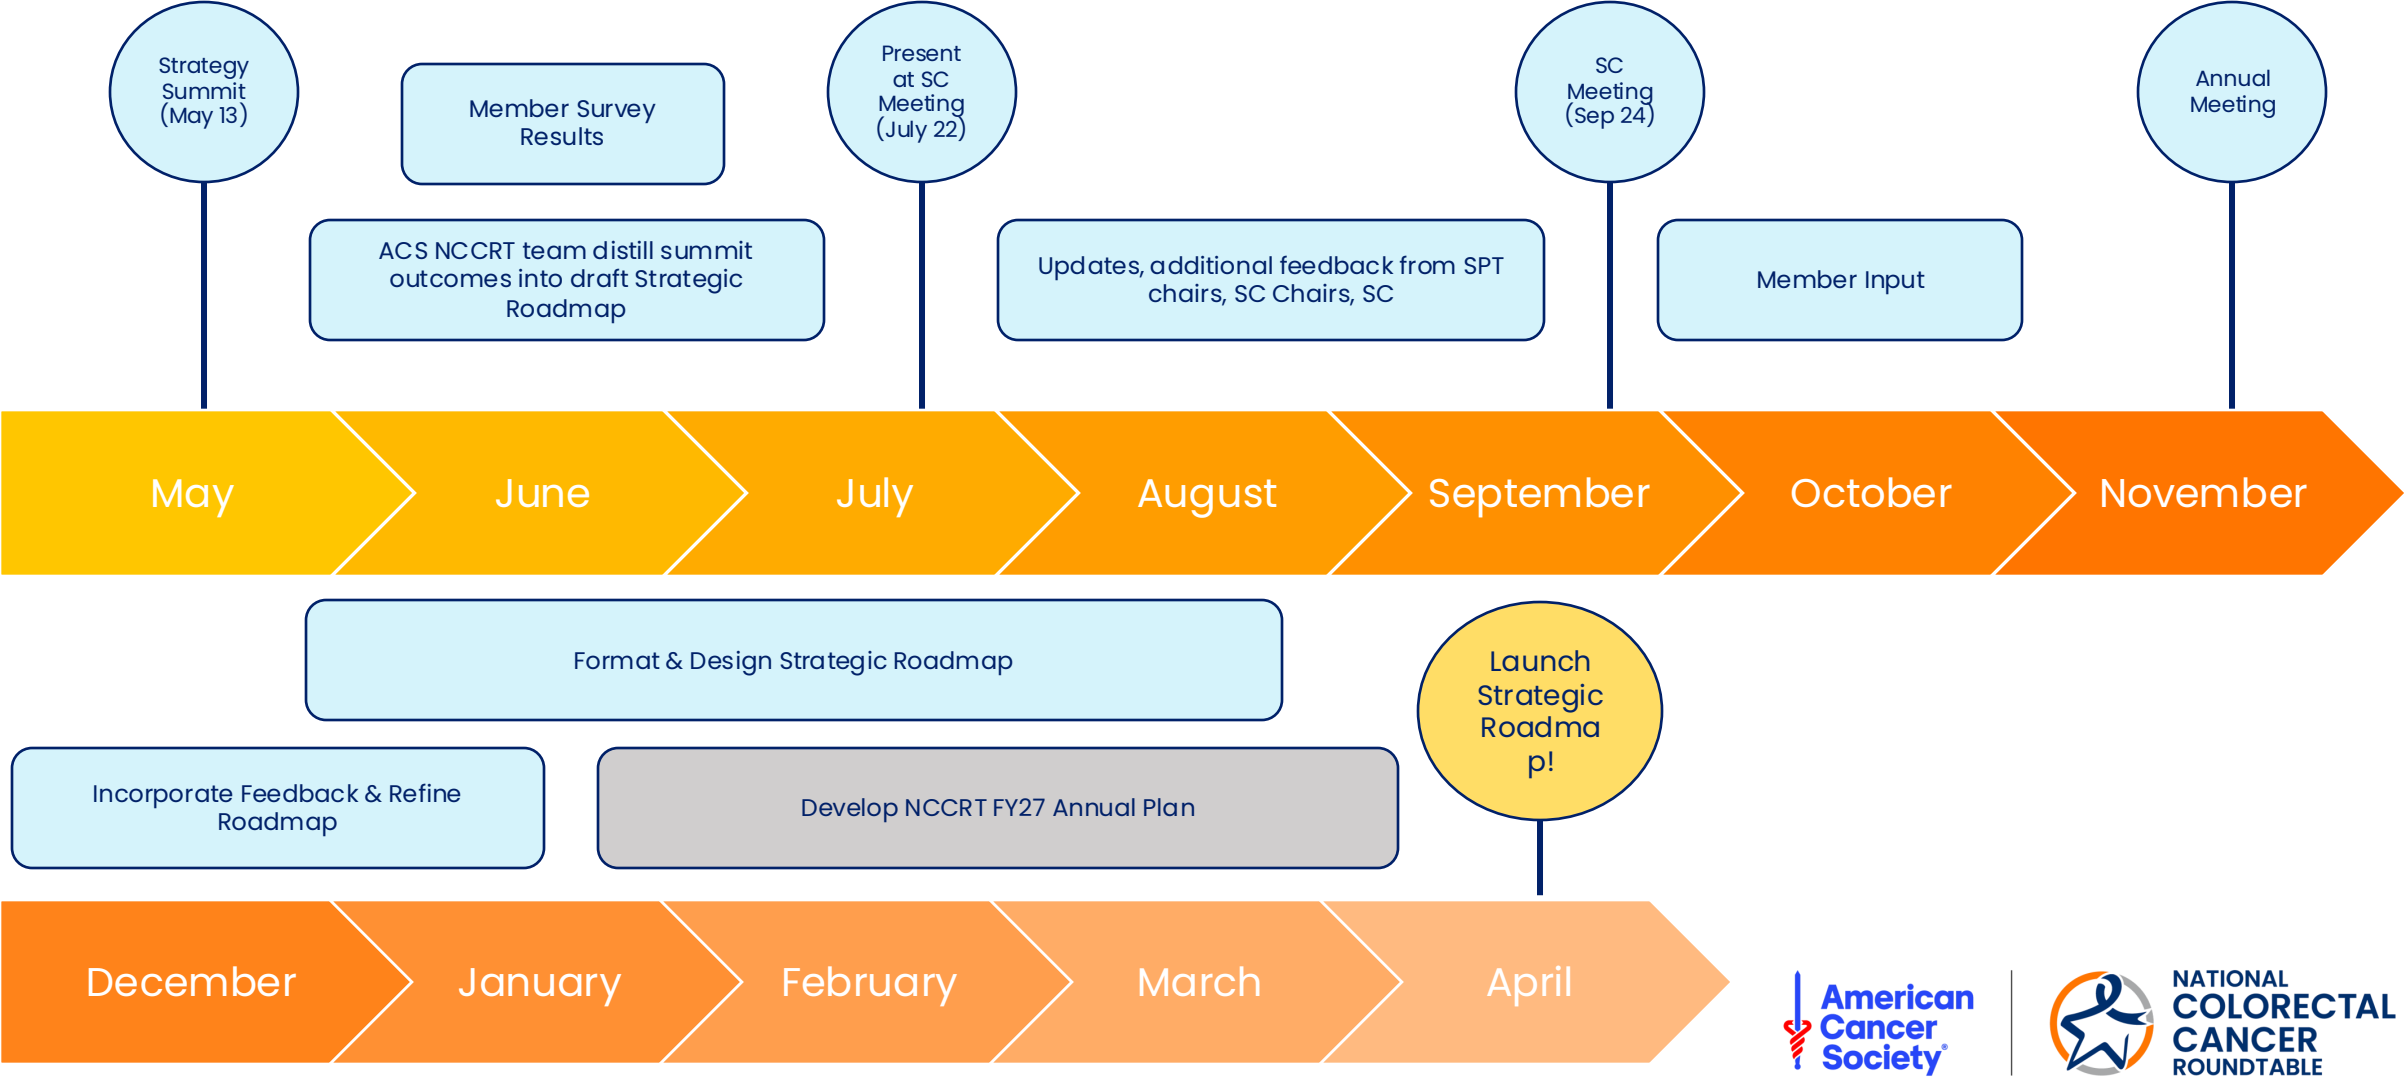 Strategy
Summit
(May 13)
Member Survey
Results
Present
at SC
Meeting
(July 22)
SC
Meeting
(Sep 24)
Annual
Meeting
ACS NCCRT team distill summit
outcomes into draft Strategic
Roadmap
Updates, additional feedback from SPT
chairs, SC Chairs, SC
Member Input
May
June
July
August
September
October
November
Format & Design Strategic Roadmap
Launch
Strategic
Roadma
p!
Incorporate Feedback & Refine
Roadmap
Develop NCCRT FY27 Annual Plan
December
January
February
March
April
American
Cancer
Society®
NATIONAL
COLORECTAL
CANCER
ROUNDTABLE